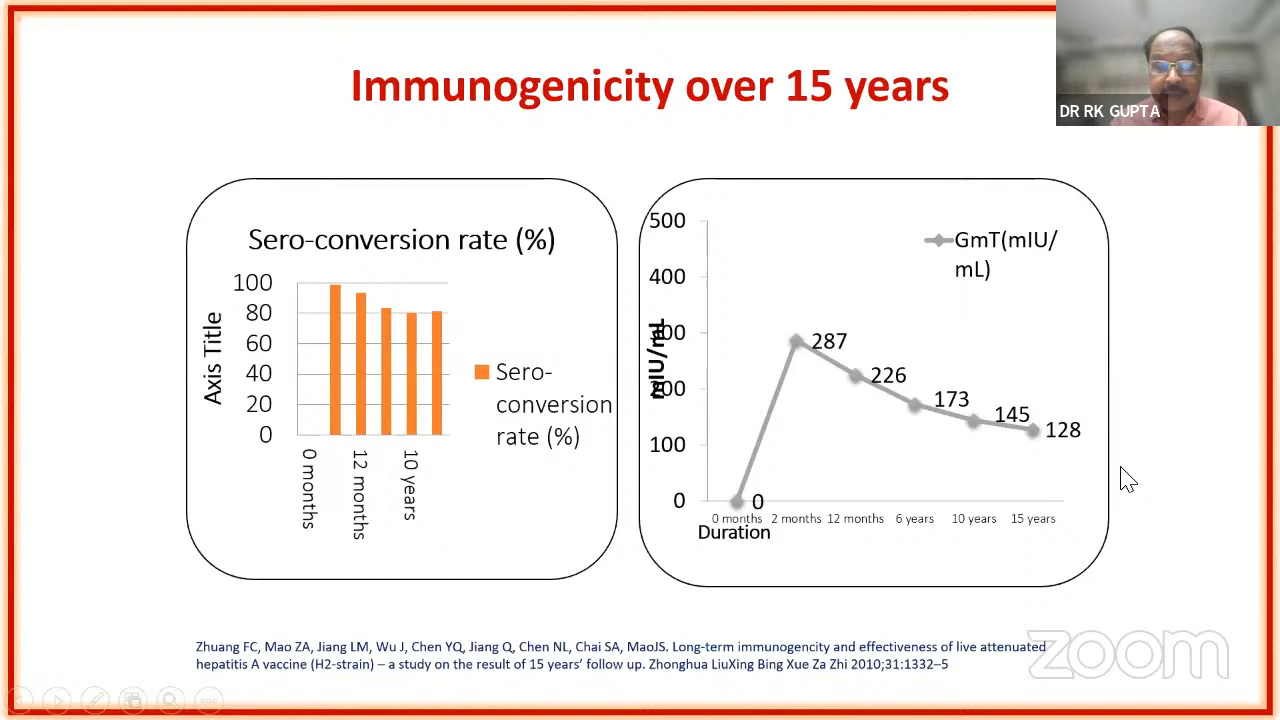 Immunogenicity over 15 years
DR RK GUPTA
Sero-conversion rate (%)
100
80
60
40
20
0
Axis Title
0 months
12 months
10 years
Sero-
conversion
rate (%)
500
400
300
200
100
0
mIU/mL
GmT(mIU/
mL)
287
226
173
145
128
0
0 months 2 months 12 months 6 years 10 years 15 years
Duration
Zhuang FC, Mao ZA, Jiang LM, Wu J, Chen YQ, Jiang Q, Chen NL, Chai SA, MaoJS. Long-term immunogencity and effectiveness of live attenuated
hepatitis A vaccine (H2-strain) – a study on the result of 15 years’ follow up. Zhonghua LiuXing Bing Xue Za Zhi 2010;31:1332–5
zoom